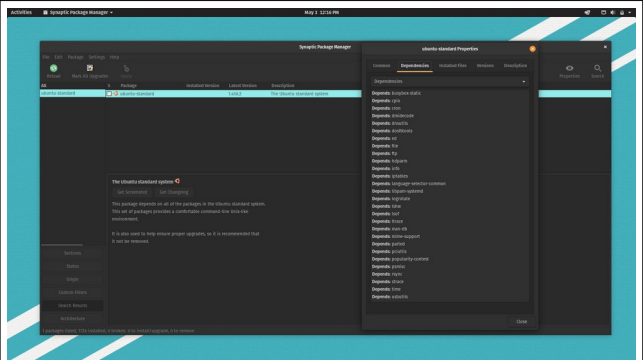 Activities Synaptic Package Manager May 3 12:16 PM
Synaptic Package Manager
ubuntu-standard Properties
File Edit Package Settings Help
Reload Mark All Upgrades Apply
Properties Search
Common Dependencies Installed Files Versions Description
Dependencies
All S Package Installed Version Latest Version Description
ubuntu-standard ubuntu-standard The Ubuntu standard system
Depends: busybox-static
Depends: cpio
Depends: cron
Depends: dmidecode
Depends: dnsutils
Depends: dosfstools
Depends: ed
Depends: file
Depends: ftp
Depends: hdparm
Depends: info
Depends: iptables
Depends: language-selector-common
Depends: libpam-systemd
Depends: logrotate
Depends: lshw
Depends: lsof
Depends: ltrace
Depends: man-db
Depends: mime-support
Depends: parted
Depends: pciutils
Depends: popularity-contest
Depends: psmisc
Depends: rsync
Depends: strace
Depends: time
Depends: usbutils
Close
The Ubuntu standard system
Get Screenshot Get Changelog
This package depends on all of the packages in the Ubuntu standard system.
This set of packages provides a comfortable command-line Unix-like
environment.
It is also used to help ensure proper upgrades, so it is recommended that
it not be removed.
Sections
Status
Origin
Custom Filters
Search Results
Architecture